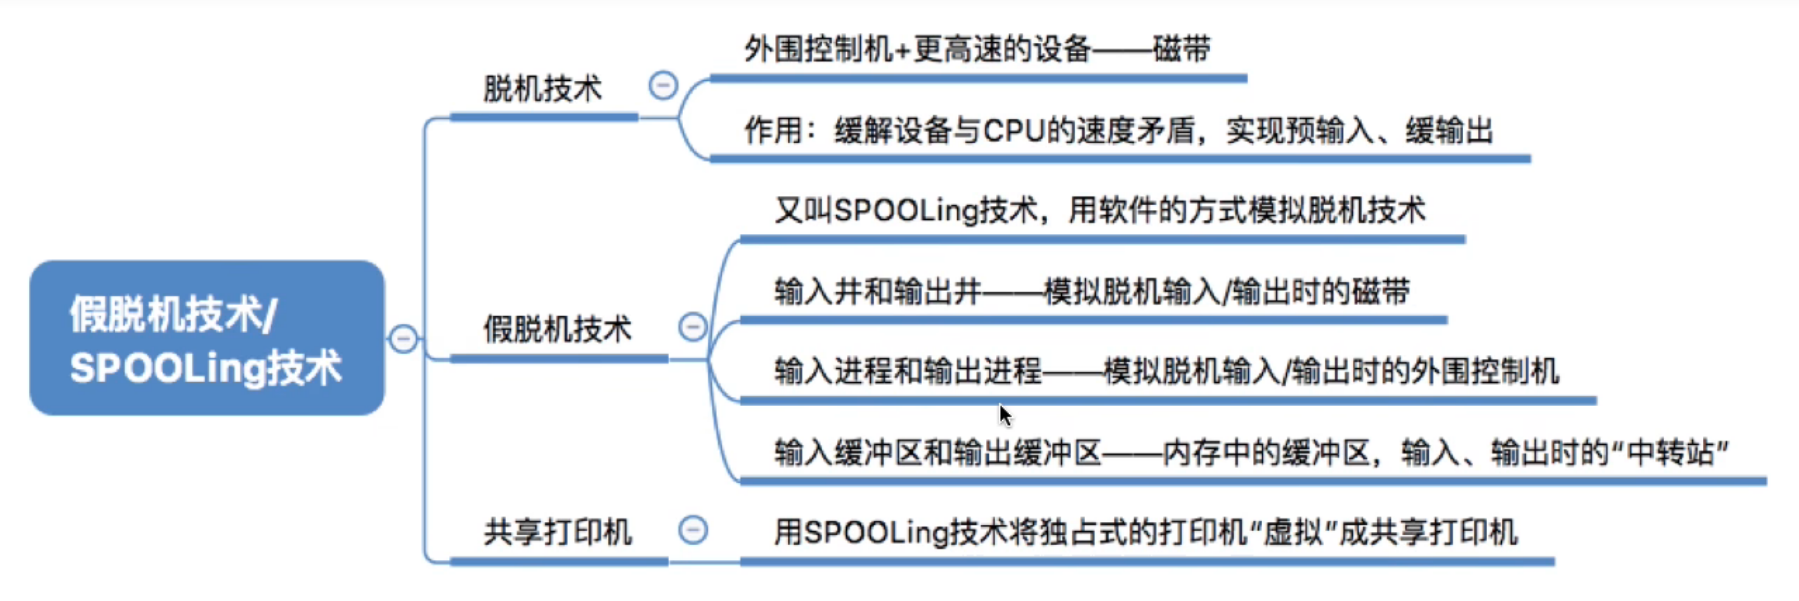 假脱机技术/
SPOOLing技术
脱机技术
外围控制机+更高速的设备——磁带
作用：缓解设备与CPU的速度矛盾，实现预输入、缓输出
假脱机技术
又叫SPOOLing技术，用软件的方式模拟脱机技术
输入井和输出井——模拟脱机输入/输出时的磁带
输入进程和输出进程——模拟脱机输入/输出时的外围控制机
输入缓冲区和输出缓冲区——内存中的缓冲区，输入、输出时的“中转站”
共享打印机
用SPOOLing技术将独占式的打印机“虚拟”成共享打印机